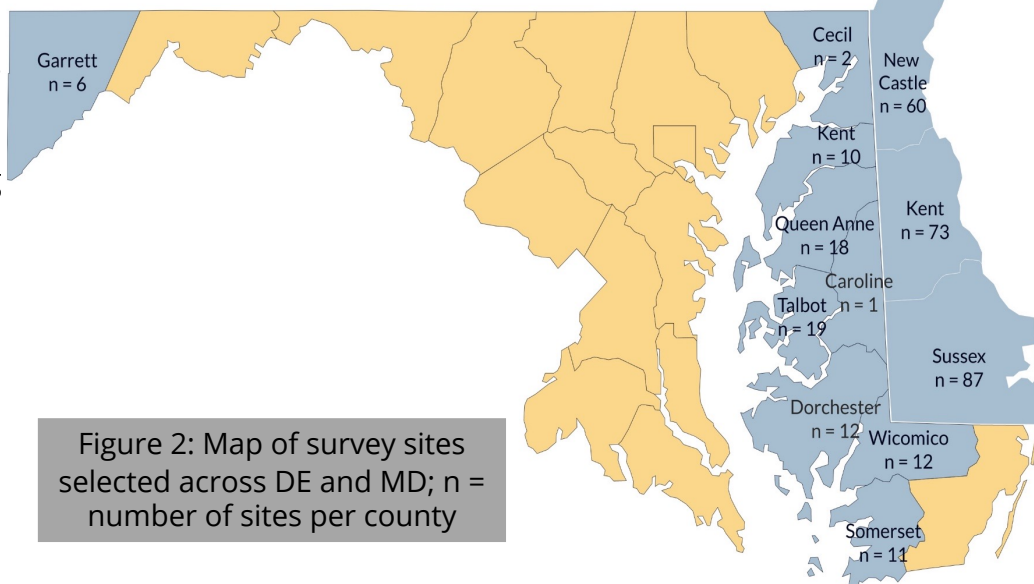 Garrett
n = 6
Cecil
n = 2
New
Castle
n = 60
Kent
n = 10
Kent
n = 73
Queen Anne
n = 18
Caroline
n = 1
Talbot
n = 19
Sussex
n = 87
Dorchester
n = 12
Wicomico
n = 12
Somerset
n = 11
Figure 2: Map of survey sites
selected across DE and MD; n =
number of sites per county